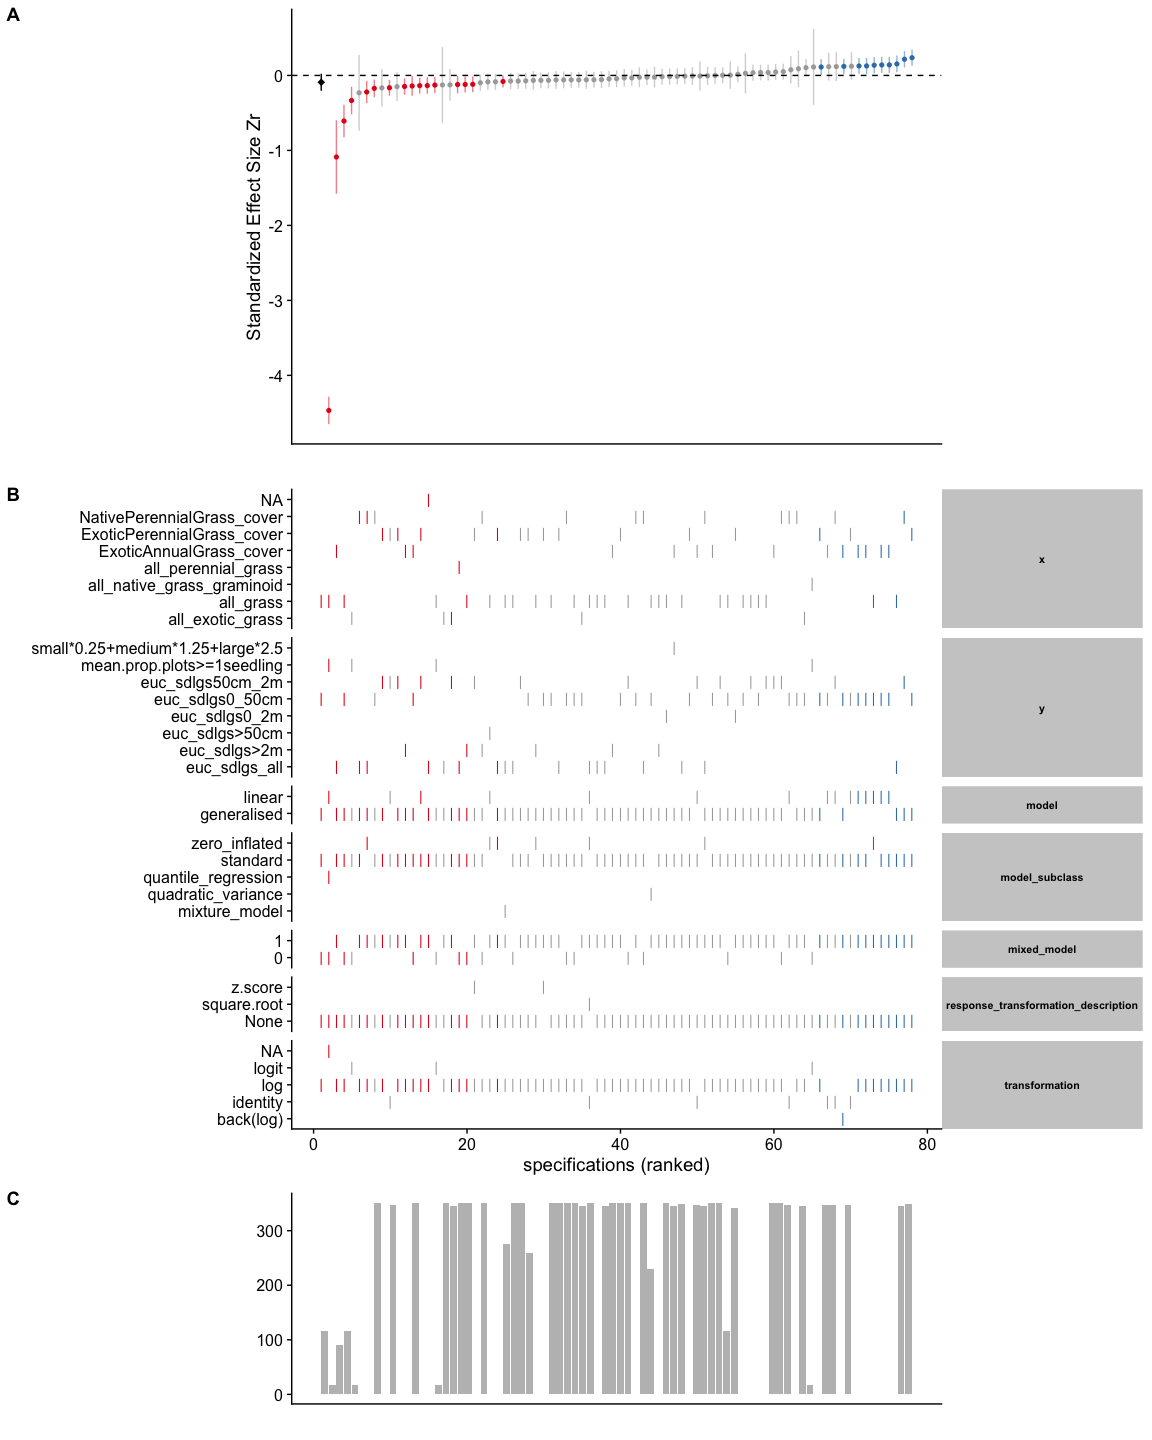 A
0
-1
-2
-3
-4
Standardized Effect Size Zr
B
NA
NativePerennialGrass_cover
ExoticPerennialGrass_cover
ExoticAnnualGrass_cover
all_perennial_grass
all_native_grass_graminoid
all_grass
all_exotic_grass
x
small*0.25+medium*1.25+large*2.5
mean.prop.plots>=1seedling
euc_sdlgs50cm_2m
euc_sdlgs0_50cm
euc_sdlgs0_2m
euc_sdlgs>50cm
euc_sdlgs>2m
euc_sdlgs_all
y
linear
generalised
model
zero_inflated
standard
quantile_regression
quadratic_variance
mixture_model
model_subclass
1
0
mixed_model
z.score
square.root
None
response_transformation_description
NA
logit
log
identity
back(log)
transformation
0 20 40 60 80
specifications (ranked)
C
300
200
100
0